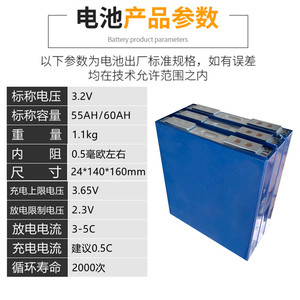 电池产品参数
Battery product parameters
以下参数为电池出厂标准规格，如有误差
均在技术允许范围之内
标称电压 3.2V
标称容量 55AH/60AH
重量 1.1kg
内阻 0.5毫欧左右
尺寸 24*140*160mm
充电上限电压 3.65V
放电限制电压 2.3V
放电电流 3-5C
充电电流 建议0.5C
循环寿命 2000次